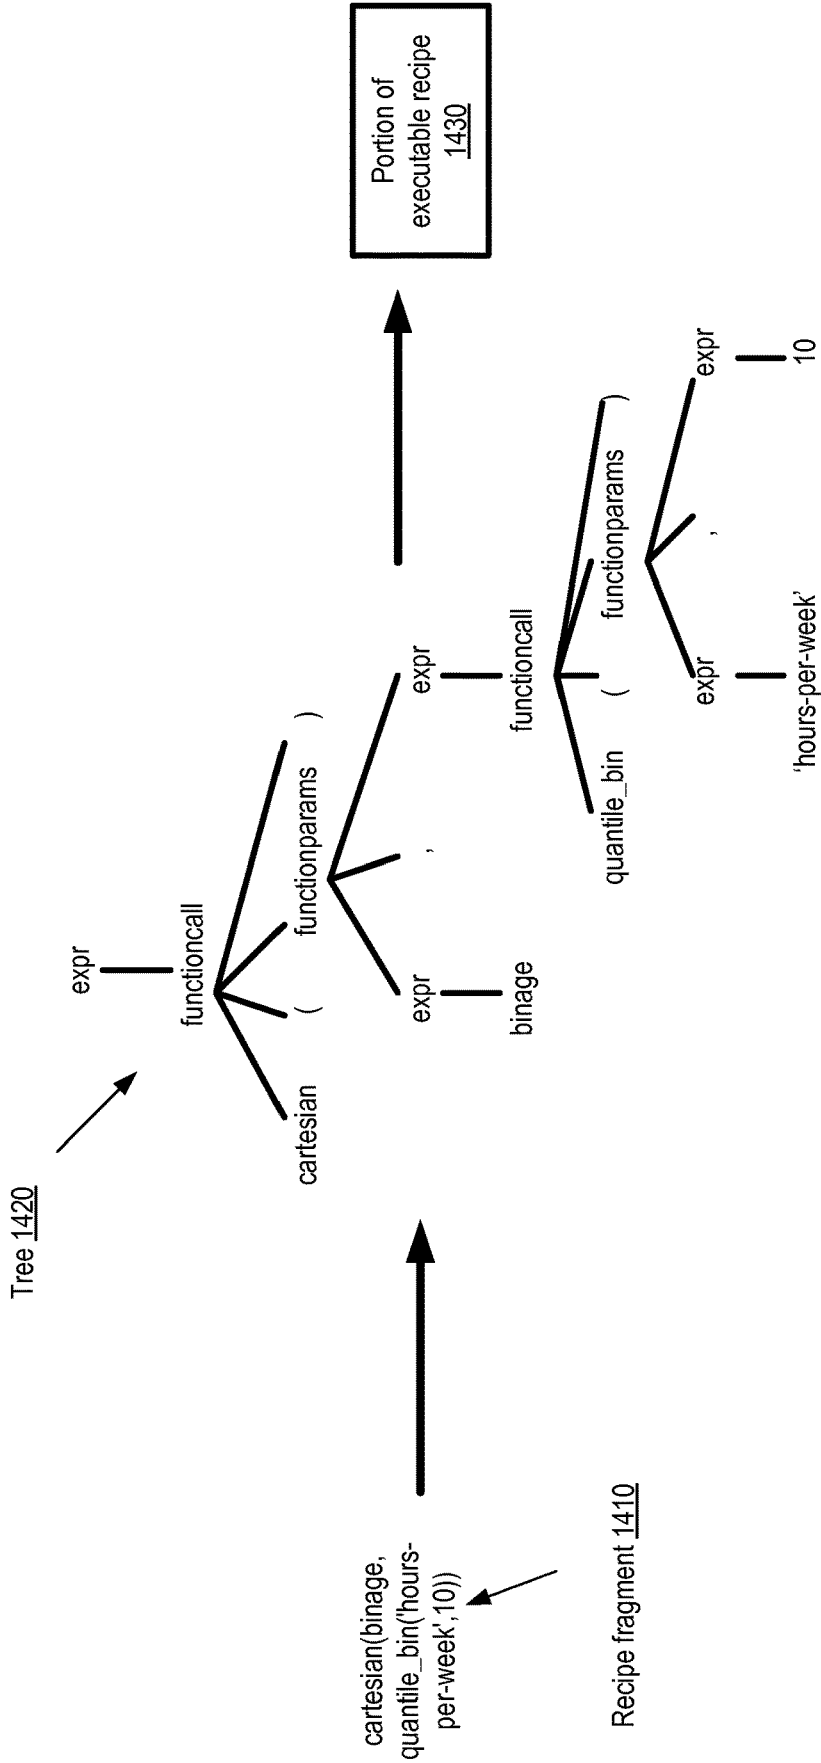 Tree 1420
expr
functioncall
cartesian ( functionparams )
expr , expr
binage functioncall
quantile_bin ( functionparams )
expr , expr
'hours-per-week' 10
cartesian(binage,
quantile_bin('hours-
per-week',10))
Recipe fragment 1410
Portion of
executable recipe
1430